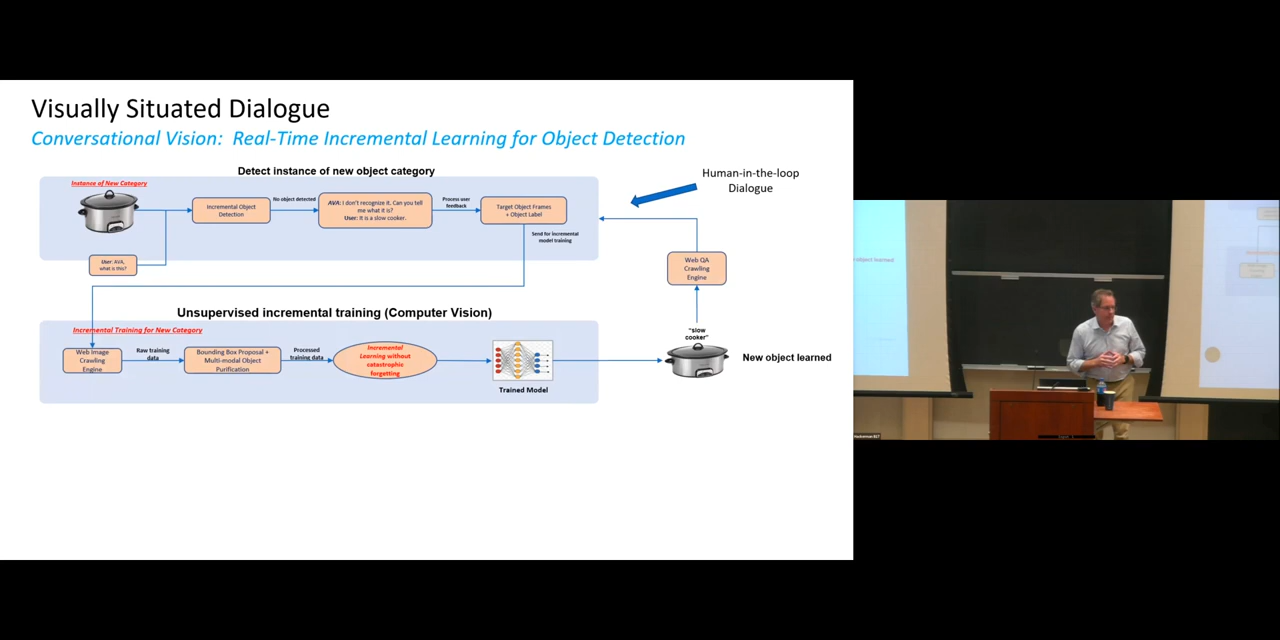 Visually Situated Dialogue
Conversational Vision: Real-Time Incremental Learning for Object Detection
Detect instance of new object category
Human-in-the-loop
Dialogue
Instance of New Category
Incremental Object
Detection
No object detected
AVA: I don't recognize it. Can you tell
me what it is?
User: It is a slow cooker.
Process user
feedback
Target Object Frames
+ Object Label
Send for incremental
model training
User: AVA,
what is this?
Web QA
Crawling
Engine
Unsupervised incremental training (Computer Vision)
Incremental Training for New Category
Web Image
Crawling
Engine
Raw training
data
Bounding Box Proposal +
Multi-modal Object
Purification
Processed
training data
Incremental
Learning without
catastrophic
forgetting
Trained Model
"slow
cooker"
New object learned
object learned